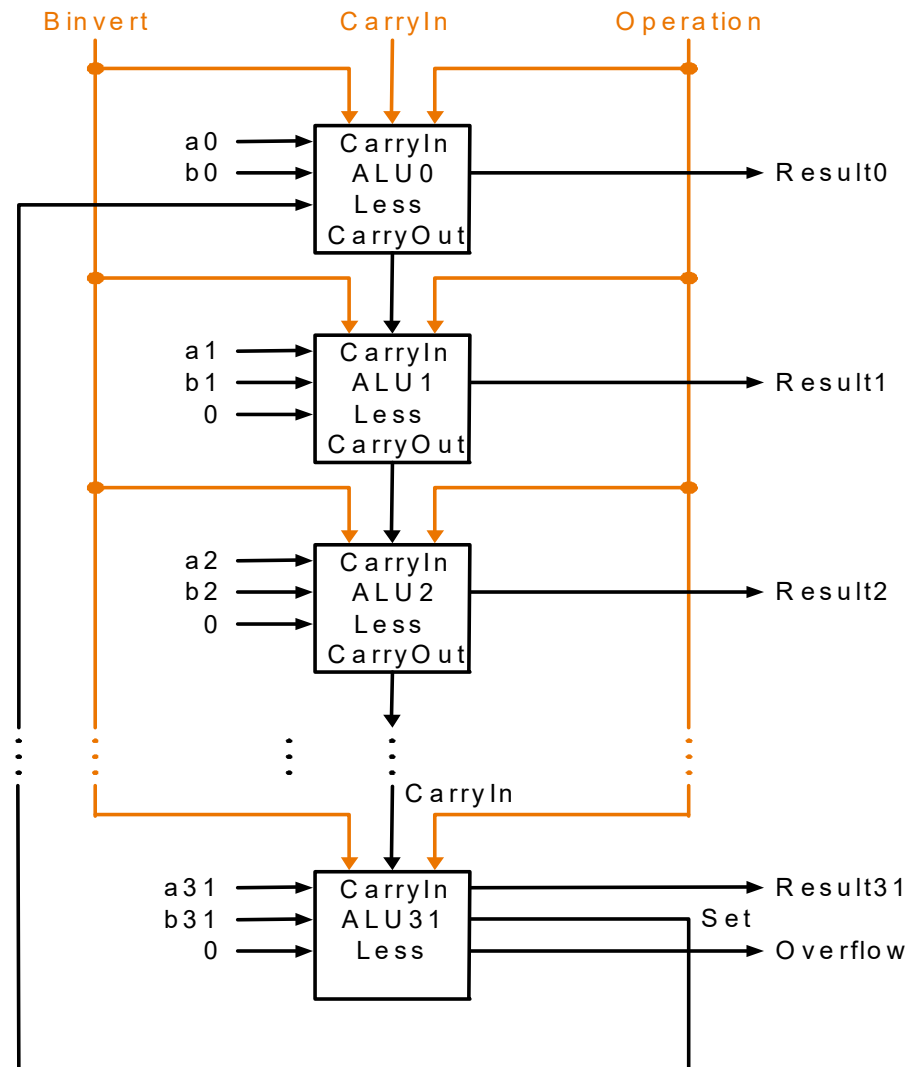 Binvert CarryIn Operation
a0 CarryIn
b0 ALU0 Result0
Less
CarryOut
a1 CarryIn
b1 ALU1 Result1
0 Less
CarryOut
a2 CarryIn
b2 ALU2 Result2
0 Less
CarryOut
CarryIn
a31 CarryIn Result31
b31 ALU31 Set
0 Less Overflow